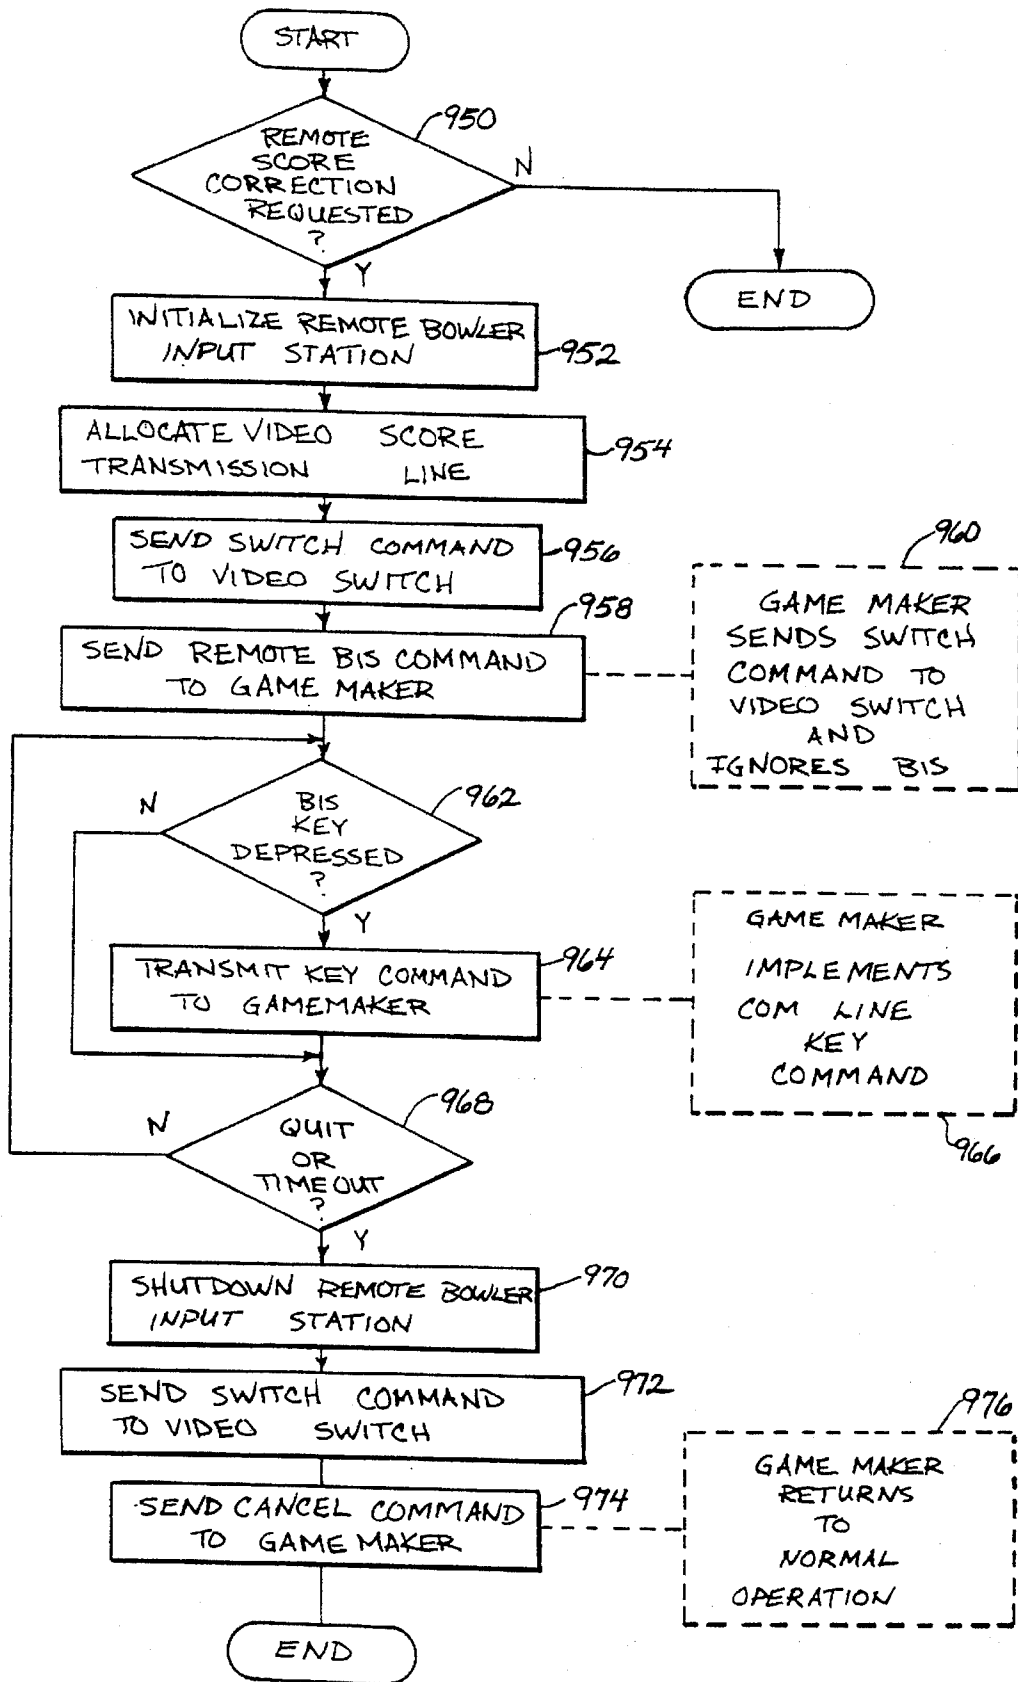 START
950
REMOTE
SCORE
CORRECTION
REQUESTED
?
N
Y
END
INITIALIZE REMOTE BOWLER
INPUT STATION
952
ALLOCATE VIDEO SCORE
TRANSMISSION LINE
954
SEND SWITCH COMMAND
TO VIDEO SWITCH
956
958
SEND REMOTE BIS COMMAND
TO GAME MAKER
960
GAME MAKER
SENDS SWITCH
COMMAND TO
VIDEO SWITCH
AND
IGNORES BIS
N
962
BIS
KEY
DEPRESSED
?
Y
TRANSMIT KEY COMMAND
TO GAMEMAKER
964
GAME MAKER
IMPLEMENTS
COM LINE
KEY
COMMAND
966
N
968
QUIT
OR
TIMEOUT
?
Y
SHUTDOWN REMOTE BOWLER
INPUT STATION
970
SEND SWITCH COMMAND
TO VIDEO SWITCH
972
SEND CANCEL COMMAND
TO GAME MAKER
974
976
GAME MAKER
RETURNS
TO
NORMAL
OPERATION
END